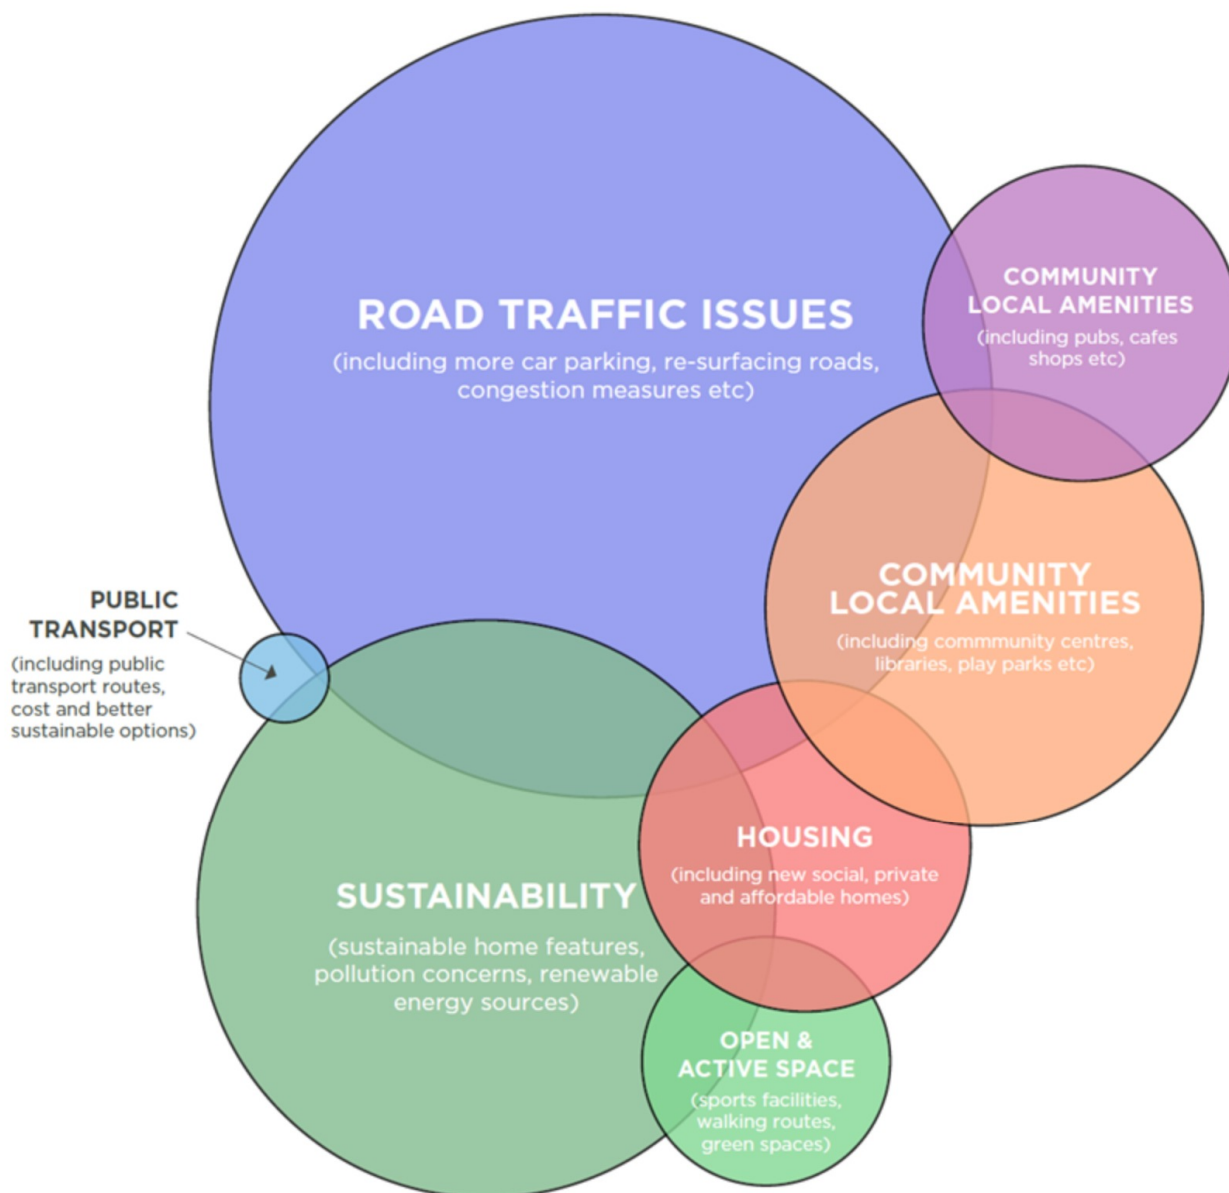 ROAD TRAFFIC ISSUES
(including more car parking, re-surfacing roads,
congestion measures etc)
COMMUNITY
LOCAL AMENITIES
(including pubs, cafes
shops etc)
COMMUNITY
LOCAL AMENITIES
(including commmunity centres,
libraries, play parks etc)
PUBLIC
TRANSPORT
(including public
transport routes,
cost and better
sustainable options)
HOUSING
(including new social, private
and affordable homes)
SUSTAINABILITY
(sustainable home features,
pollution concerns, renewable
energy sources)
OPEN &
ACTIVE SPACE
(sports facilities,
walking routes,
green spaces)